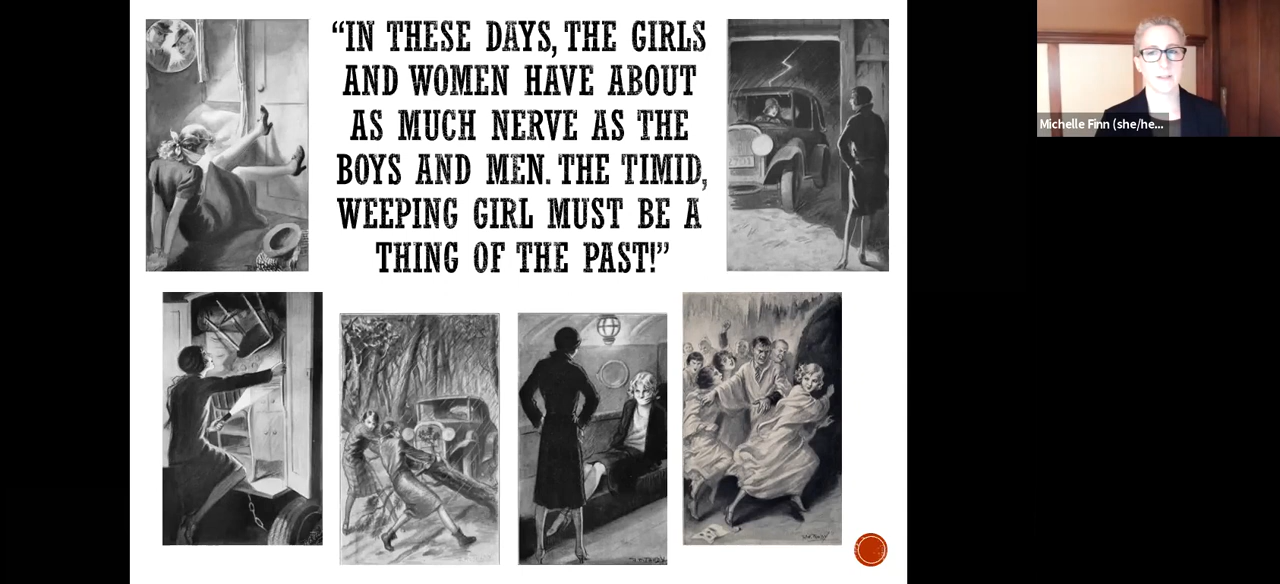 “IN THESE DAYS, THE GIRLS
AND WOMEN HAVE ABOUT
AS MUCH NERVE AS THE
BOYS AND MEN. THE TIMID,
WEEPING GIRL MUST BE A
THING OF THE PAST!”
Michelle Finn (she/he...